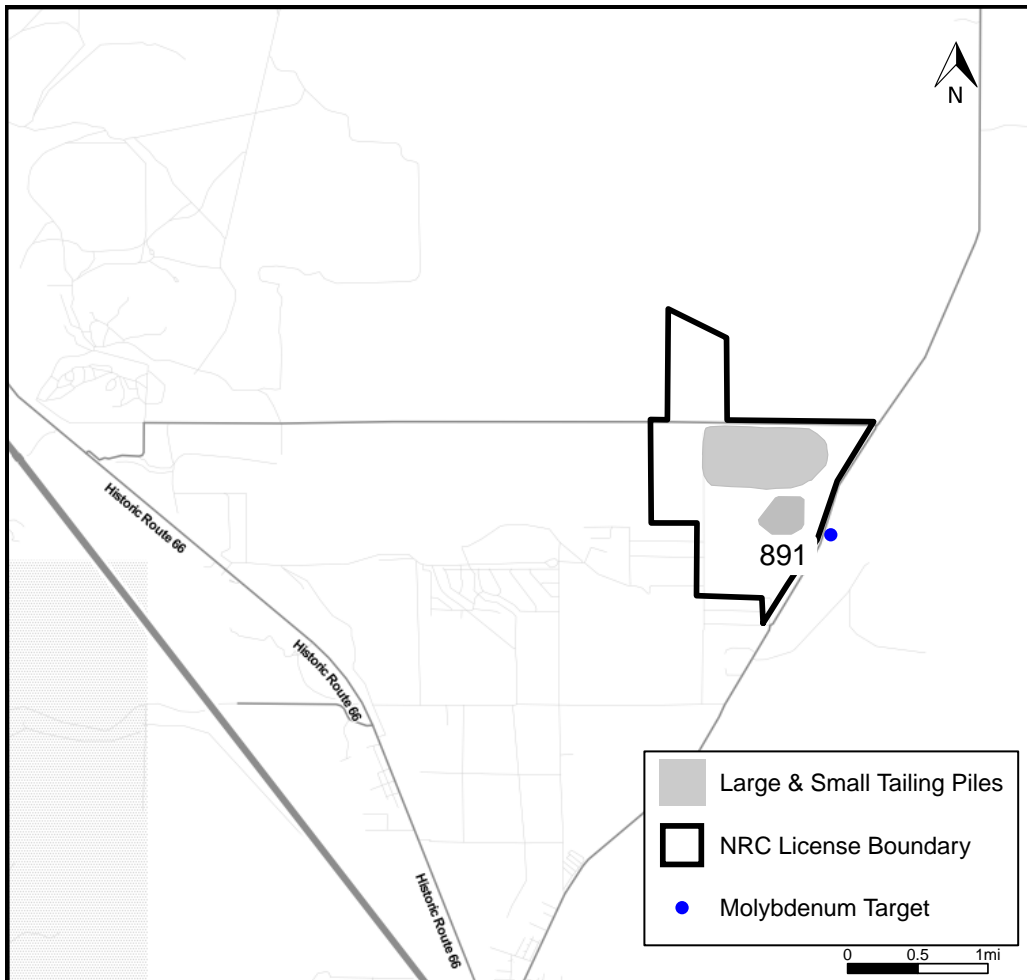 N
Historic Route 66
891
Historic Route 66
Large & Small Tailing Piles
NRC License Boundary
Historic Route 66
Molybdenum Target
0 0.5 1mi